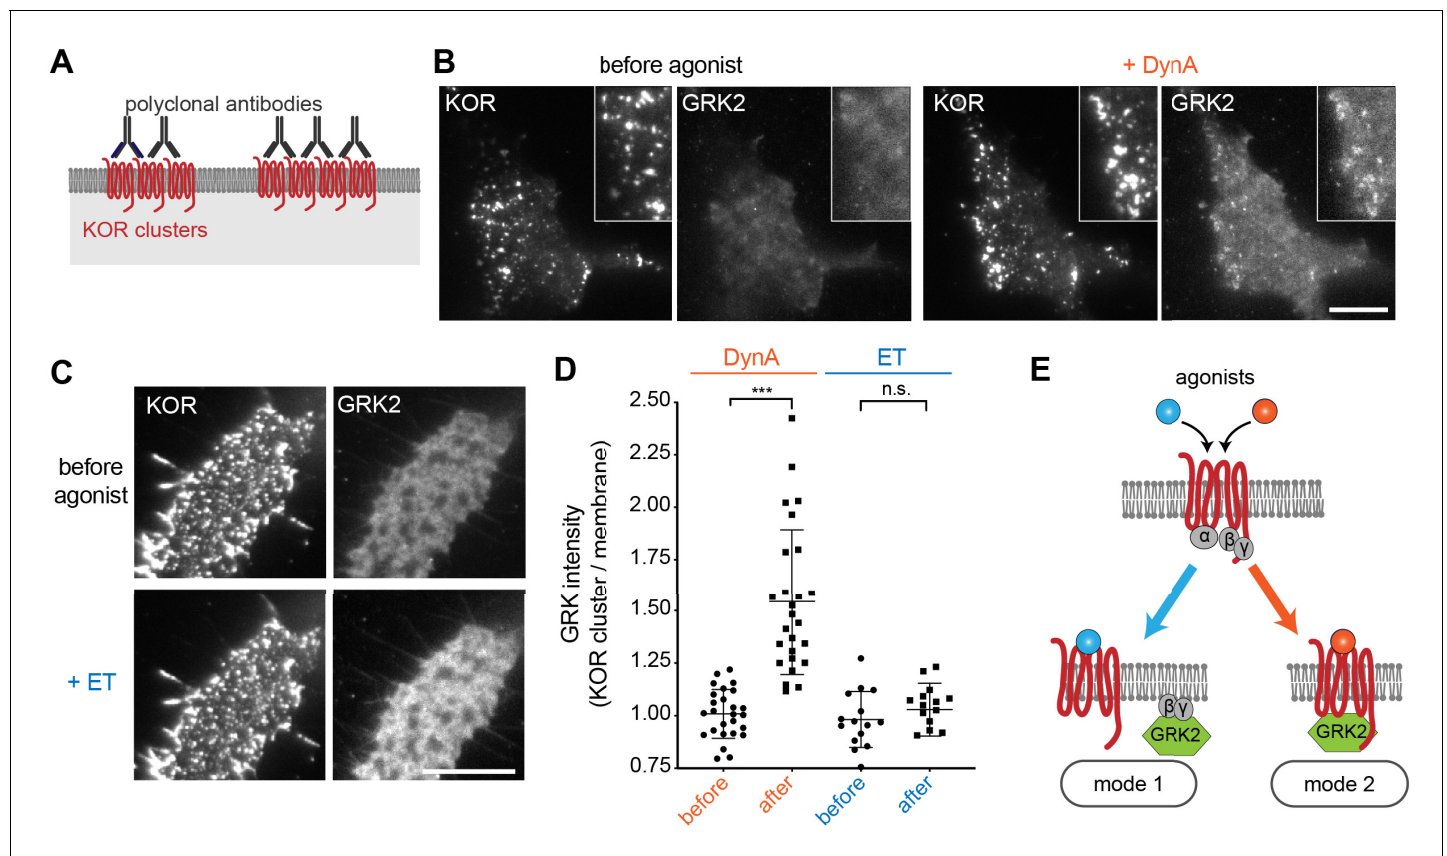 A
polyclonal antibodies
KOR clusters
B
before agonist
+ DynA
KOR
GRK2
KOR
GRK2
C
KOR
GRK2
before
agonist
+ ET
D
DynA
ET
***
n.s.
GRK intensity
(KOR cluster / membrane)
2.50
2.25
2.00
1.75
1.50
1.25
1.00
0.75
before
after
before
after
E
agonists
α
β
γ
β
γ
GRK2
GRK2
mode 1
mode 2